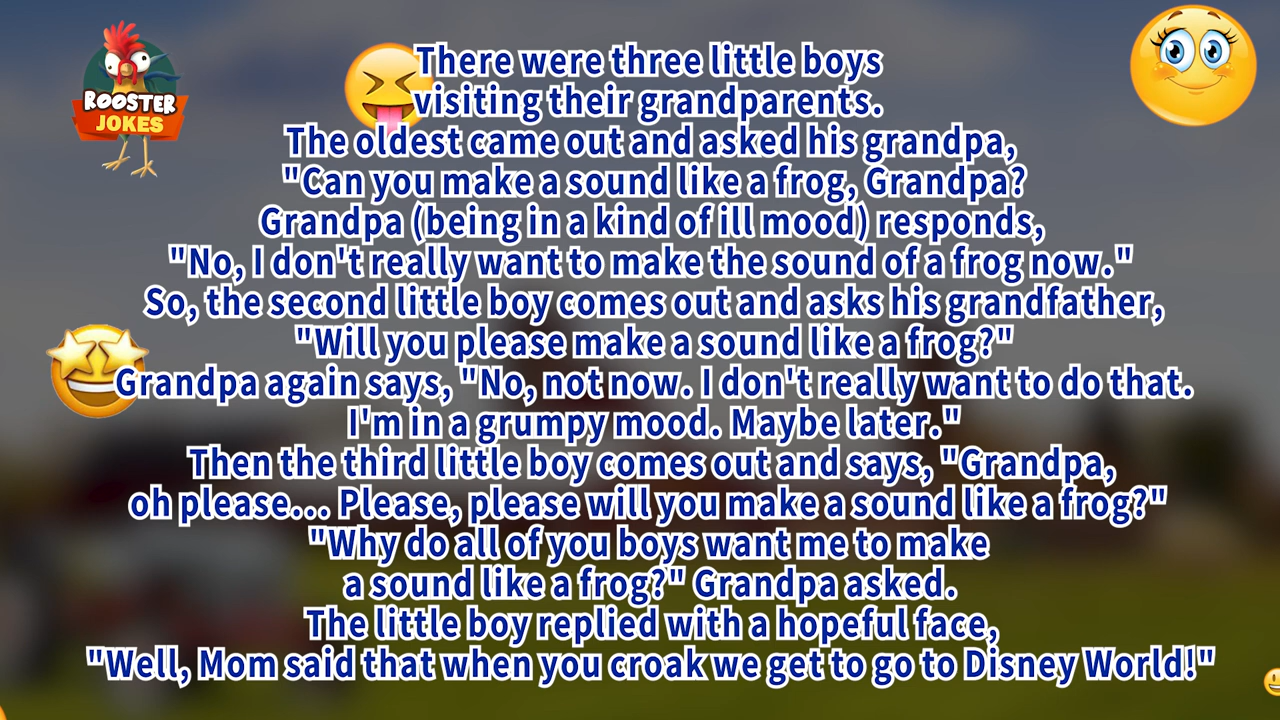 ROOSTER
JOKES
There were three little boys
visiting their grandparents.
The oldest came out and asked his grandpa,
"Can you make a sound like a frog, Grandpa?
Grandpa (being in a kind of ill mood) responds,
"No, I don't really want to make the sound of a frog now."
So, the second little boy comes out and asks his grandfather,
"Will you please make a sound like a frog?"
Grandpa again says, "No, not now. I don't really want to do that.
I'm in a grumpy mood. Maybe later."
Then the third little boy comes out and says, "Grandpa,
oh please... Please, please will you make a sound like a frog?"
"Why do all of you boys want me to make
a sound like a frog?" Grandpa asked.
The little boy replied with a hopeful face,
"Well, Mom said that when you croak we get to go to Disney World!"